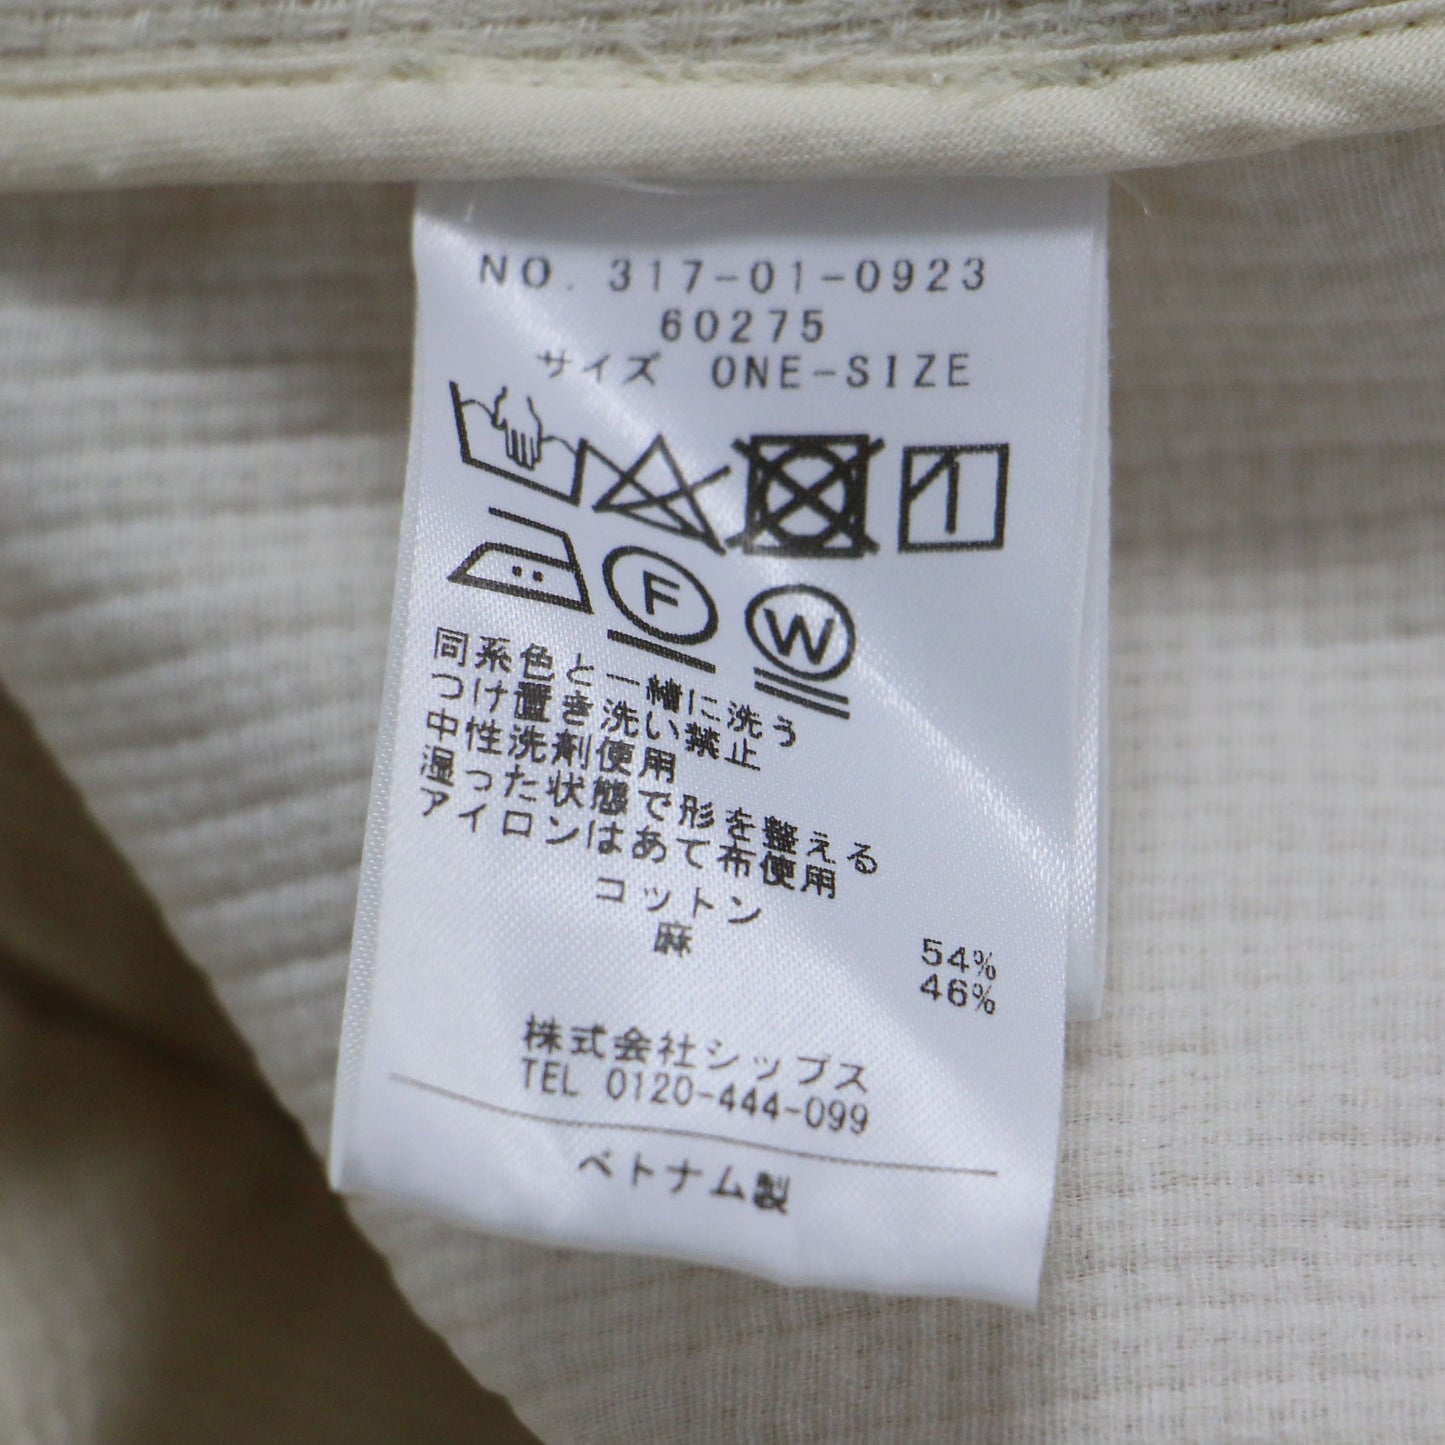 NO. 317-01-0923
60275
サイズ ONE-SIZE
F
W
同系色と一緒に洗う
つけ置き洗い禁止
中性洗剤使用
湿った状態で形を整える
アイロンはあて布使用
コットン 54%
麻 46%
株式会社シップス
TEL 0120-444-099
ベトナム製